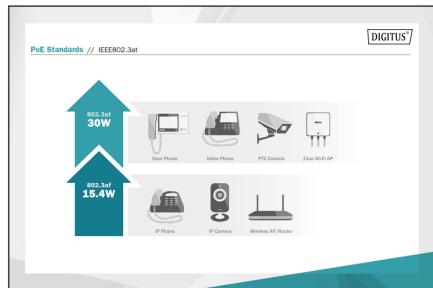 DIGITUS®
PoE Standards // IEEE802.3at
802.3at
30W
Door Phone Video Phone PTZ Camera 11ac Wi-Fi AP
802.3af
15.4W
IP Phone IP Camera Wireless AP/Router